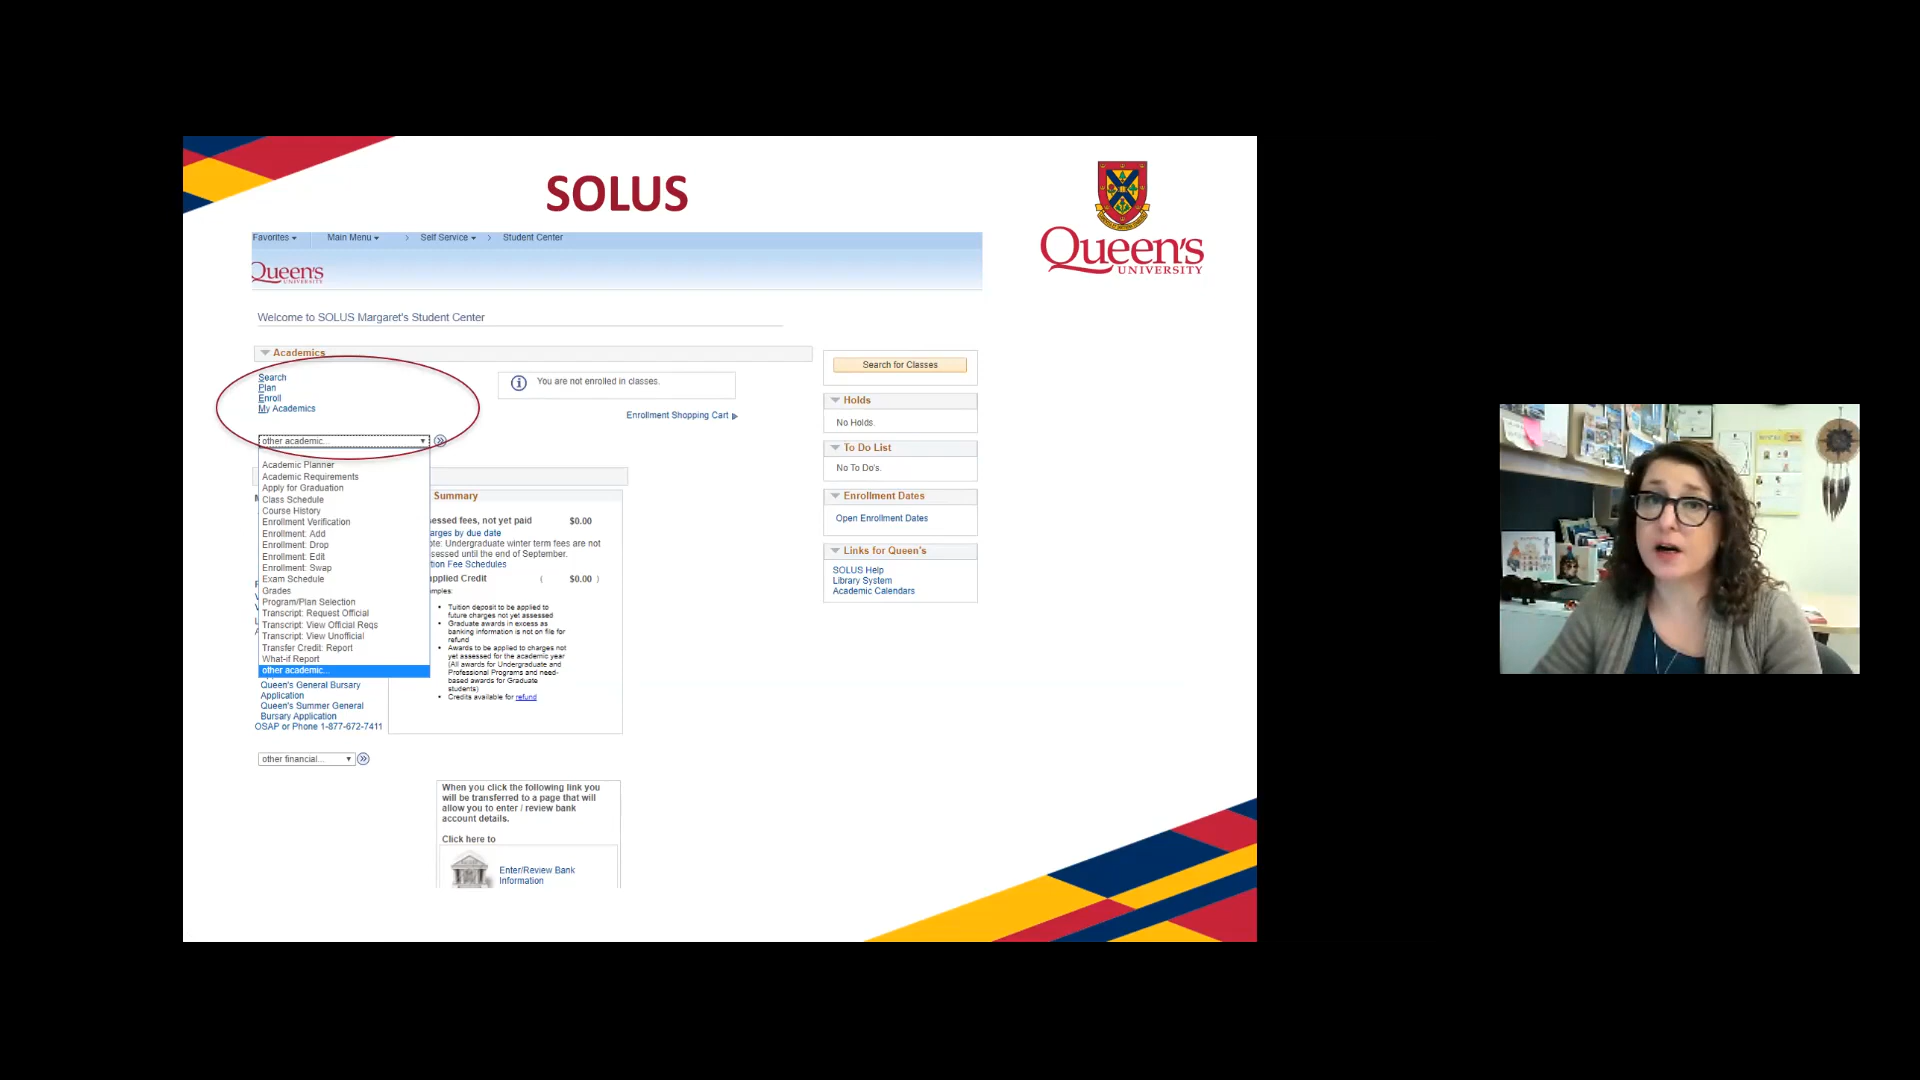 SOLUS
Queen's
UNIVERSITY
Favorites
Main Menu
Self Service
Student Center
Queen's
UNIVERSITY
Welcome to SOLUS Margaret's Student Center
Academics
Search
Plan
Enroll
My Academics
other academic...
Academic Planner
Academic Requirements
Apply for Graduation
Class Schedule
Course History
Enrollment Verification
Enrollment: Add
Enrollment: Drop
Enrollment: Edit
Enrollment: Swap
Exam Schedule
Grades
Program/Plan Selection
Transcript: Request Official
Transcript: View Official Reqs
Transcript: View Unofficial
Transfer Credit: Report
What-if Report
other academic...
Queen's General Bursary
Application
Queen's Summer General
Bursary Application
OSAP or Phone 1-877-672-7411
other financial...
You are not enrolled in classes.
Enrollment Shopping Cart
Summary
essed fees, not yet paid $0.00
arges by due date
ote: Undergraduate winter term fees are not
sessed until the end of September.
tion Fee Schedules
applied Credit ( $0.00 )
mples:
• Tuition deposit to be applied to
future charges not yet assessed
• Graduate awards in excess as
banking information is not on file for
refund
• Awards to be applied to charges not
yet assessed for the academic year
(All awards for Undergraduate and
Professional Programs and need-
based awards for Graduate
students)
• Credits available for refund
When you click the following link you
will be transferred to a page that will
allow you to enter / review bank
account details.
Click here to
Enter/Review Bank
Information
Search for Classes
Holds
No Holds.
To Do List
No To Do's.
Enrollment Dates
Open Enrollment Dates
Links for Queen's
SOLUS Help
Library System
Academic Calendars